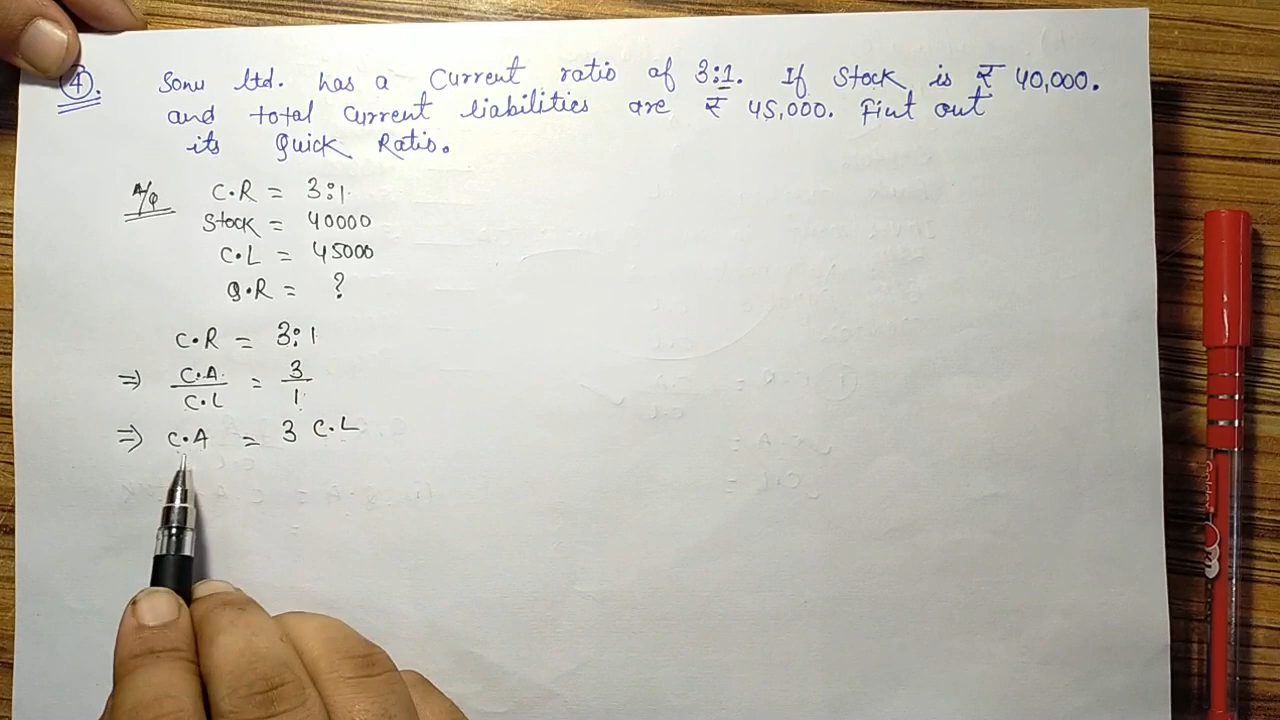 ④. Sonu Ltd. has a Current ratio of 3:1. If Stock is ₹ 40,000.
and total Current liabilities are ₹ 45,000. Fint out
its Quick Ratio.
A/Q C.R = 3:1
Stock = 40000
C.L = 45000
Q.R = ?
C.R = 3:1
⇒ C.A. / C.L = 3 / 1
⇒ C.A = 3 C.L